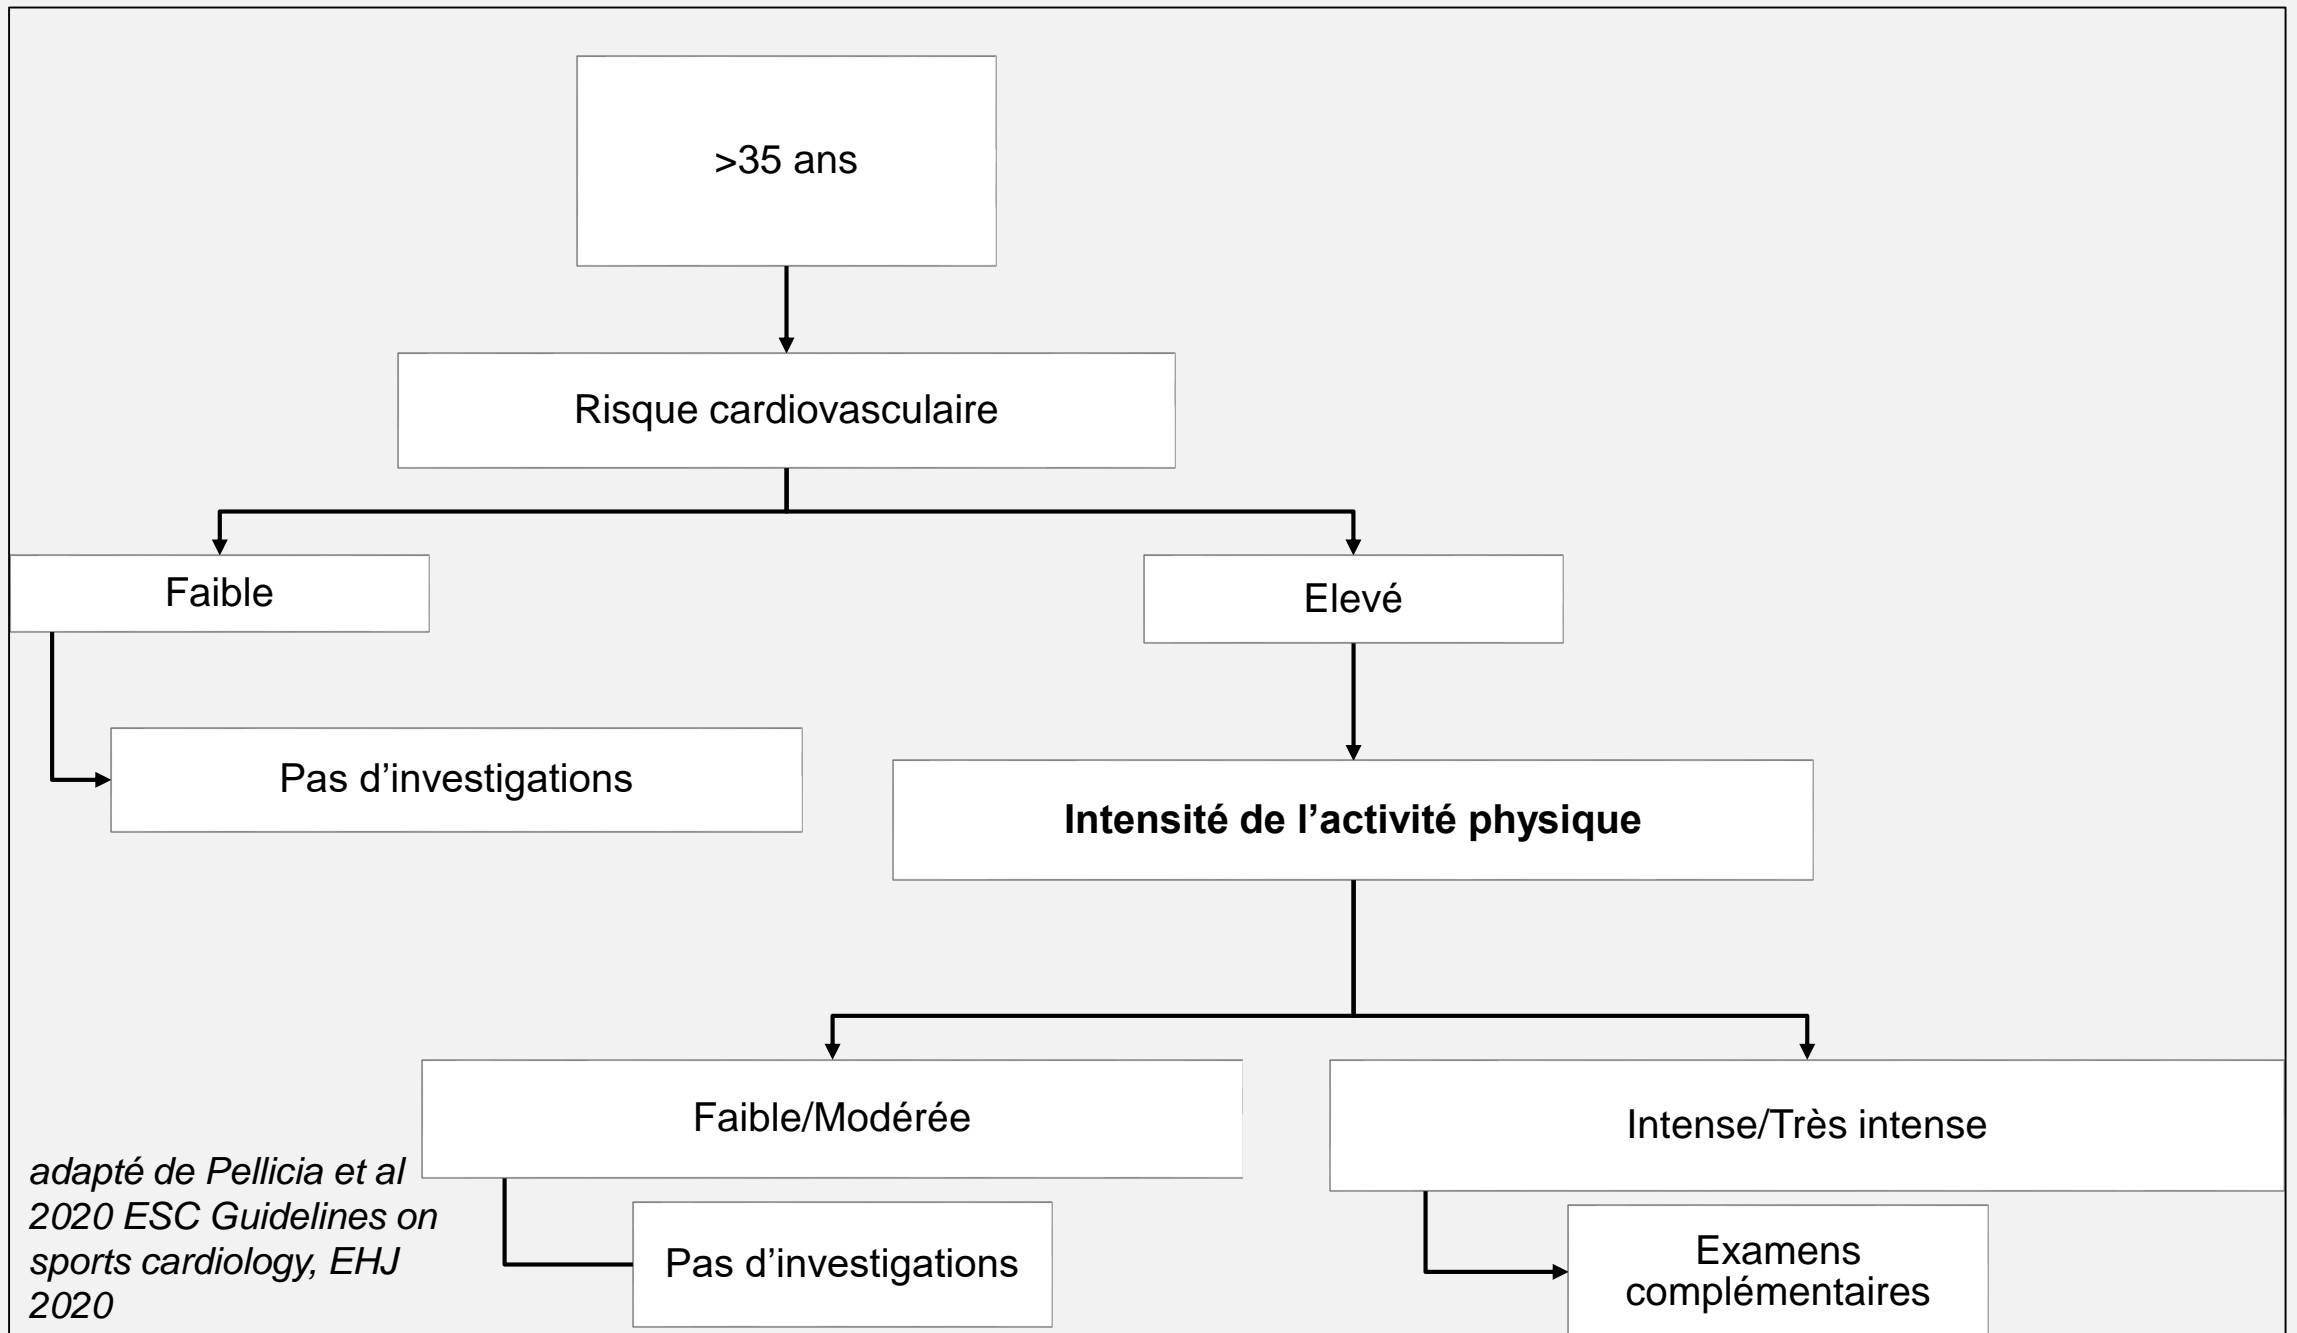 >35 ans
Risque cardiovasculaire
Faible
Elevé
Pas d’investigations
Intensité de l’activité physique
Faible/Modérée
Intense/Très intense
Pas d’investigations
Examens
complémentaires
adapté de Pellicia et al
2020 ESC Guidelines on
sports cardiology, EHJ
2020